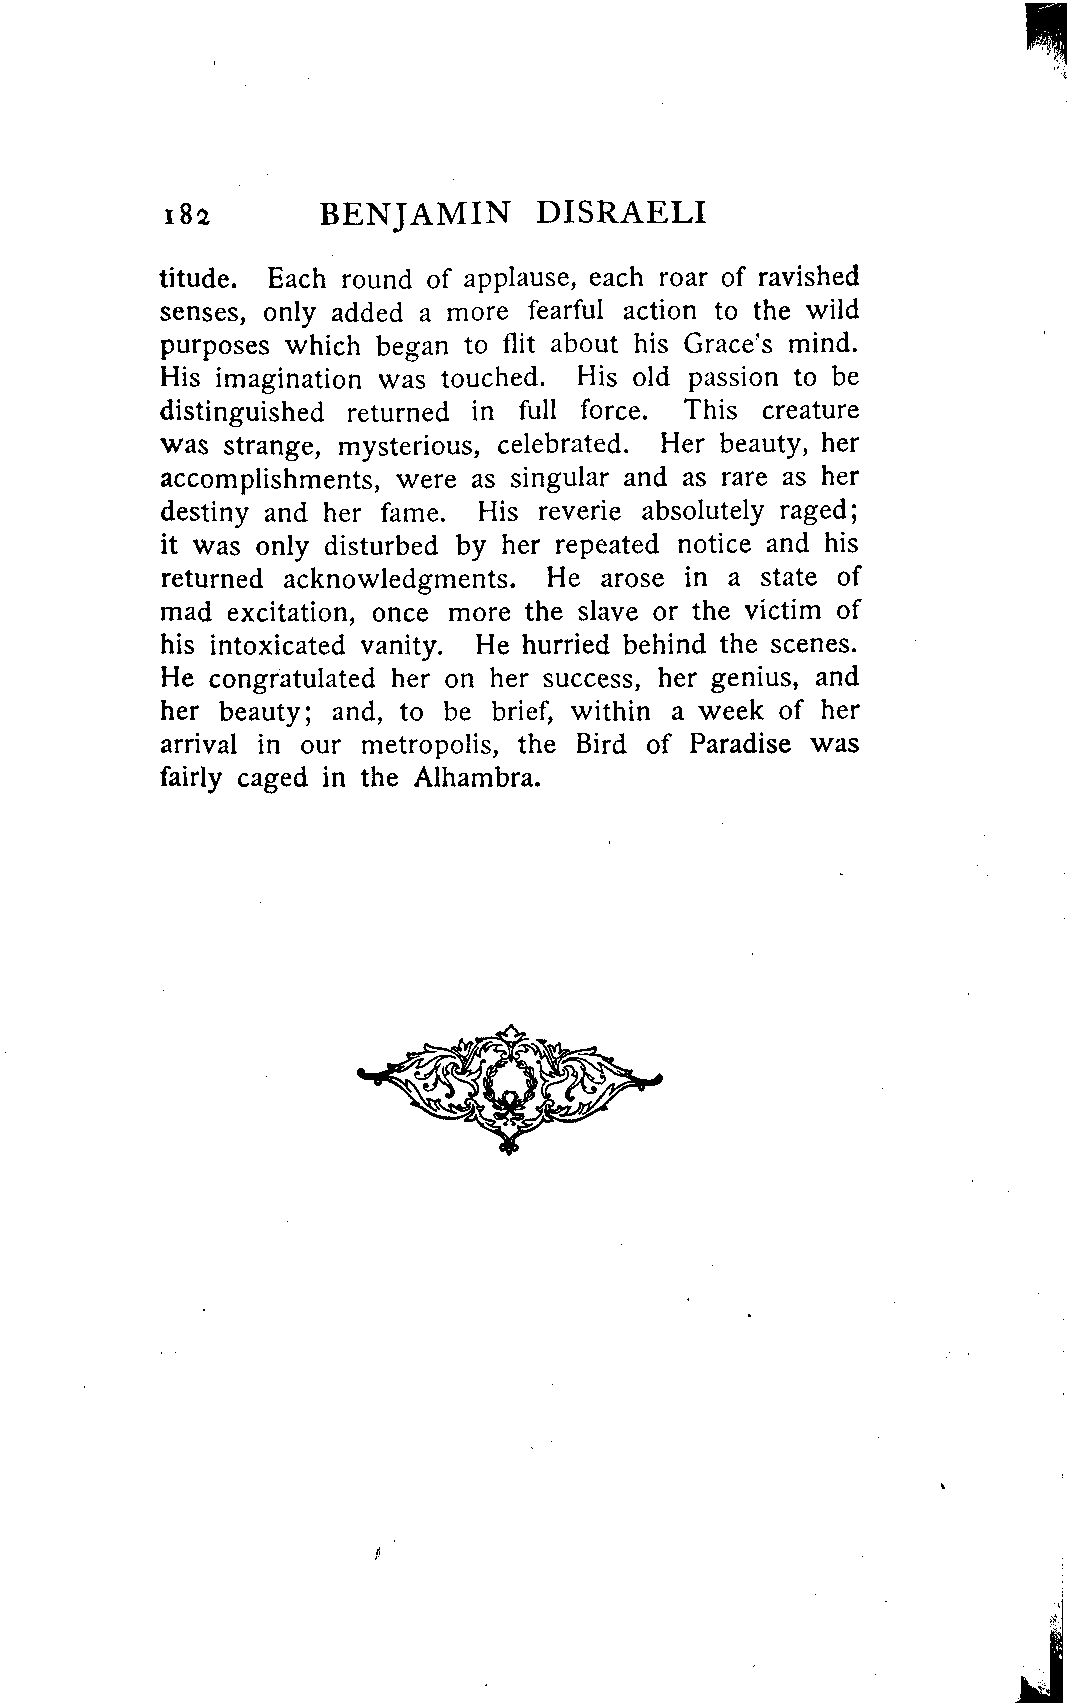 182 BENJAMIN DISRAELI
titude. Each round of applause, each roar of ravished
senses, only added a more fearful action to the wild
purposes which began to flit about his Grace's mind.
His imagination was touched. His old passion to be
distinguished returned in full force. This creature
was strange, mysterious, celebrated. Her beauty, her
accomplishments, were as singular and as rare as her
destiny and her fame. His reverie absolutely raged;
it was only disturbed by her repeated notice and his
returned acknowledgments. He arose in a state of
mad excitation, once more the slave or the victim of
his intoxicated vanity. He hurried behind the scenes.
He congratulated her on her success, her genius, and
her beauty; and, to be brief, within a week of her
arrival in our metropolis, the Bird of Paradise was
fairly caged in the Alhambra.